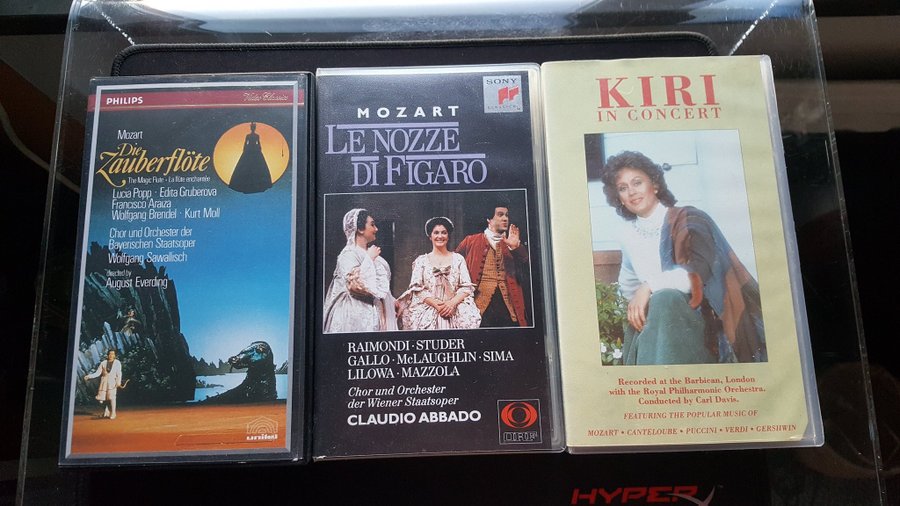 PHILIPS
Video Classics
Mozart
Die
Zauberflöte
The Magic Flute · La flûte enchantée
Lucia Popp · Edita Gruberova
Francisco Araiza
Wolfgang Brendel · Kurt Moll
Chor und Orchester der
Bayerischen Staatsoper
Wolfgang Sawallisch
directed by
August Everding
unitel
SONY
CLASSICAL
MOZART
LE NOZZE
DI FIGARO
RAIMONDI · STUDER
GALLO · McLAUGHLIN · SIMA
LILOWA · MAZZOLA
Chor und Orchester
der Wiener Staatsoper
CLAUDIO ABBADO
ORF
KIRI
IN CONCERT
Recorded at the Barbican, London
with the Royal Philharmonic Orchestra.
Conducted by Carl Davis.
FEATURING THE POPULAR MUSIC OF
MOZART · CANTELOUBE · PUCCINI · VERDI · GERSHWIN
HYPERX